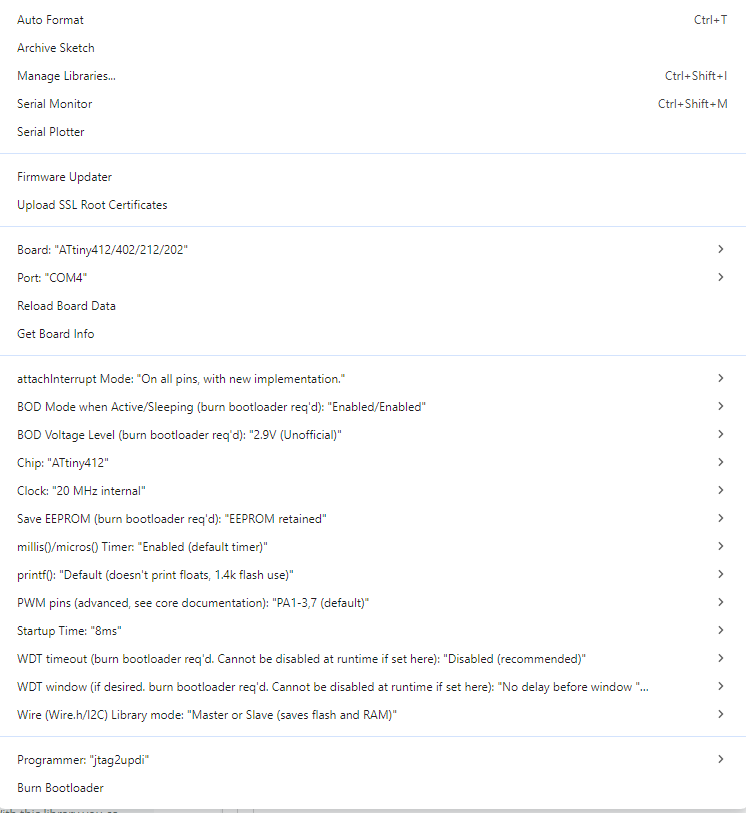 Auto Format Ctrl+T
Archive Sketch
Manage Libraries... Ctrl+Shift+I
Serial Monitor Ctrl+Shift+M
Serial Plotter
Firmware Updater
Upload SSL Root Certificates
Board: "ATtiny412/402/212/202"
Port: "COM4"
Reload Board Data
Get Board Info
attachInterrupt Mode: "On all pins, with new implementation."
BOD Mode when Active/Sleeping (burn bootloader req'd): "Enabled/Enabled"
BOD Voltage Level (burn bootloader req'd): "2.9V (Unofficial)"
Chip: "ATtiny412"
Clock: "20 MHz internal"
Save EEPROM (burn bootloader req'd): "EEPROM retained"
millis()/micros() Timer: "Enabled (default timer)"
printf(): "Default (doesn't print floats, 1.4k flash use)"
PWM pins (advanced, see core documentation): "PA1-3,7 (default)"
Startup Time: "8ms"
WDT timeout (burn bootloader req'd. Cannot be disabled at runtime if set here): "Disabled (recommended)"
WDT window (if desired. burn bootloader req'd. Cannot be disabled at runtime if set here): "No delay before window "...
Wire (Wire.h/I2C) Library mode: "Master or Slave (saves flash and RAM)"
Programmer: "jtag2updi"
Burn Bootloader